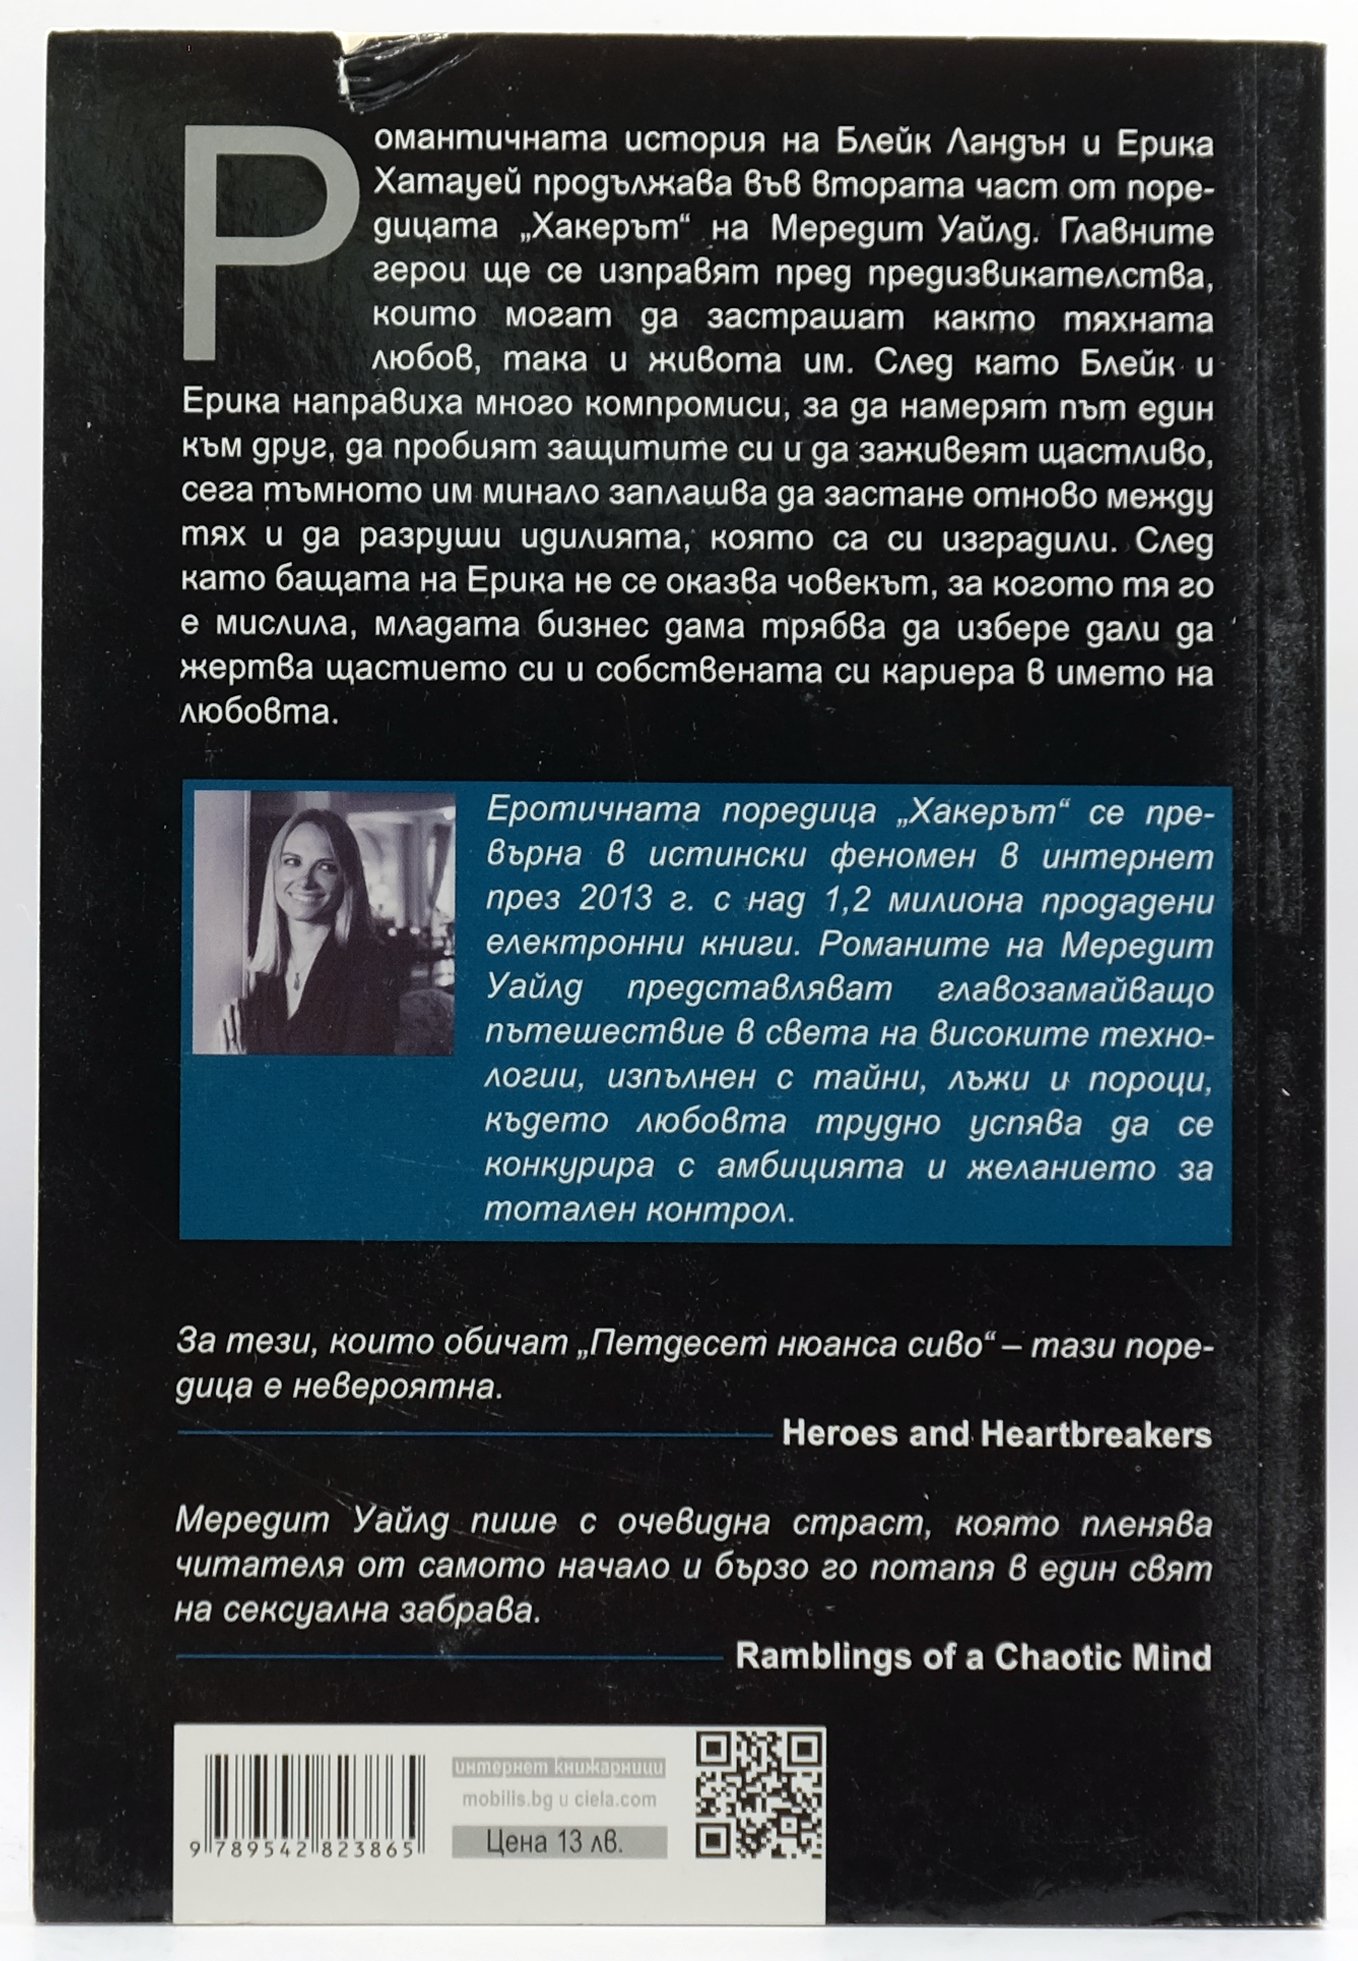 Романтичната история на Блейк Ландън и Ерика
Хатауей продължава във втората част от поре-
дицата „Хакерът“ на Мередит Уайлд. Главните
герои ще се изправят пред предизвикателства,
които могат да застрашат както тяхната
любов, така и живота им. След като Блейк и
Ерика направиха много компромиси, за да намерят път един
към друг, да пробият защитите си и да заживеят щастливо,
сега тъмното им минало заплашва да застане отново между
тях и да разруши идилията, която са си изградили. След
като бащата на Ерика не се оказва човекът, за когото тя го
е мислила, младата бизнес дама трябва да избере дали да
жертва щастието си и собствената си кариера в името на
любовта.
Еротичната поредица „Хакерът“ се пре-
върна в истински феномен в интернет
през 2013 г. с над 1,2 милиона продадени
електронни книги. Романите на Мередит
Уайлд представляват главозамайващо
пътешествие в света на високите техно-
логии, изпълнен с тайни, лъжи и пороци,
където любовта трудно успява да се
конкурира с амбицията и желанието за
тотален контрол.
За тези, които обичат „Петдесет нюанса сиво“ – тази поре-
дица е невероятна.
Heroes and Heartbreakers
Мередит Уайлд пише с очевидна страст, която пленява
читателя от самото начало и бързо го потапя в един свят
на сексуална забрава.
Ramblings of a Chaotic Mind
интернет книжарници
mobilis.bg и ciela.com
Цена 13 лв.
9 789542 823865